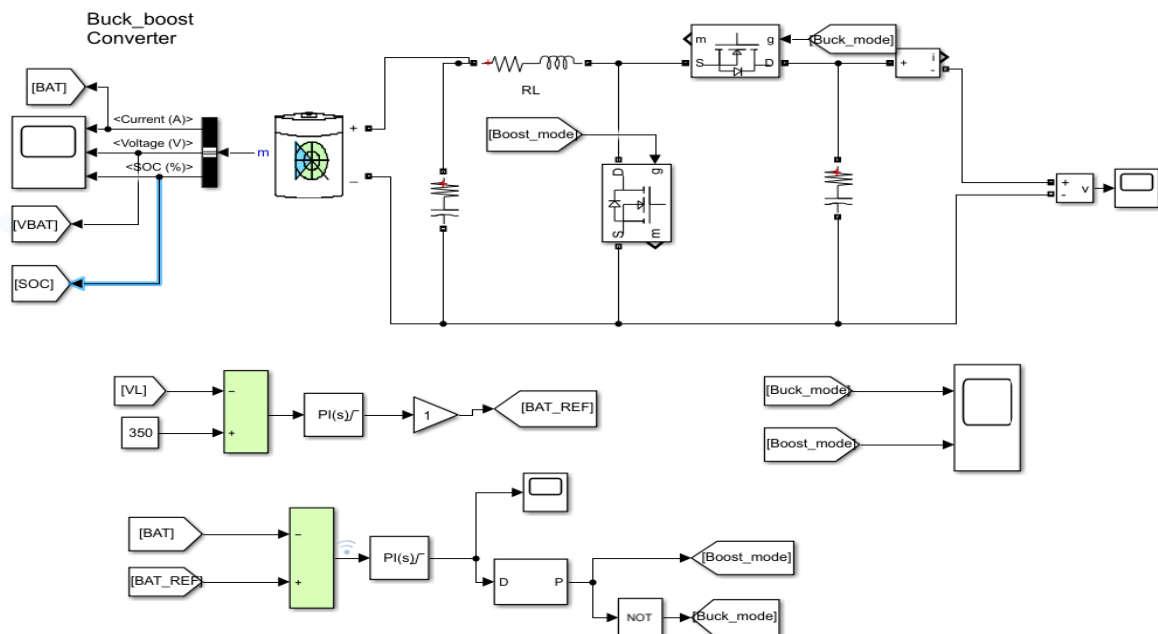 Buck_boost
Converter
[BAT]
<Current (A)>
<Voltage (V)>
<SOC (%)>
[VBAT]
[SOC]
m
+
_
RL
[Boost_mode]
D
g
S
m
m
g
S
D
[Buck_mode]
+
i
-
+
-
v
[VL]
350
−
+
PI(s)
1
[BAT_REF]
[Buck_mode]
[Boost_mode]
[BAT]
[BAT_REF]
−
+
PI(s)
D
P
NOT
[Boost_mode]
[Buck_mode]